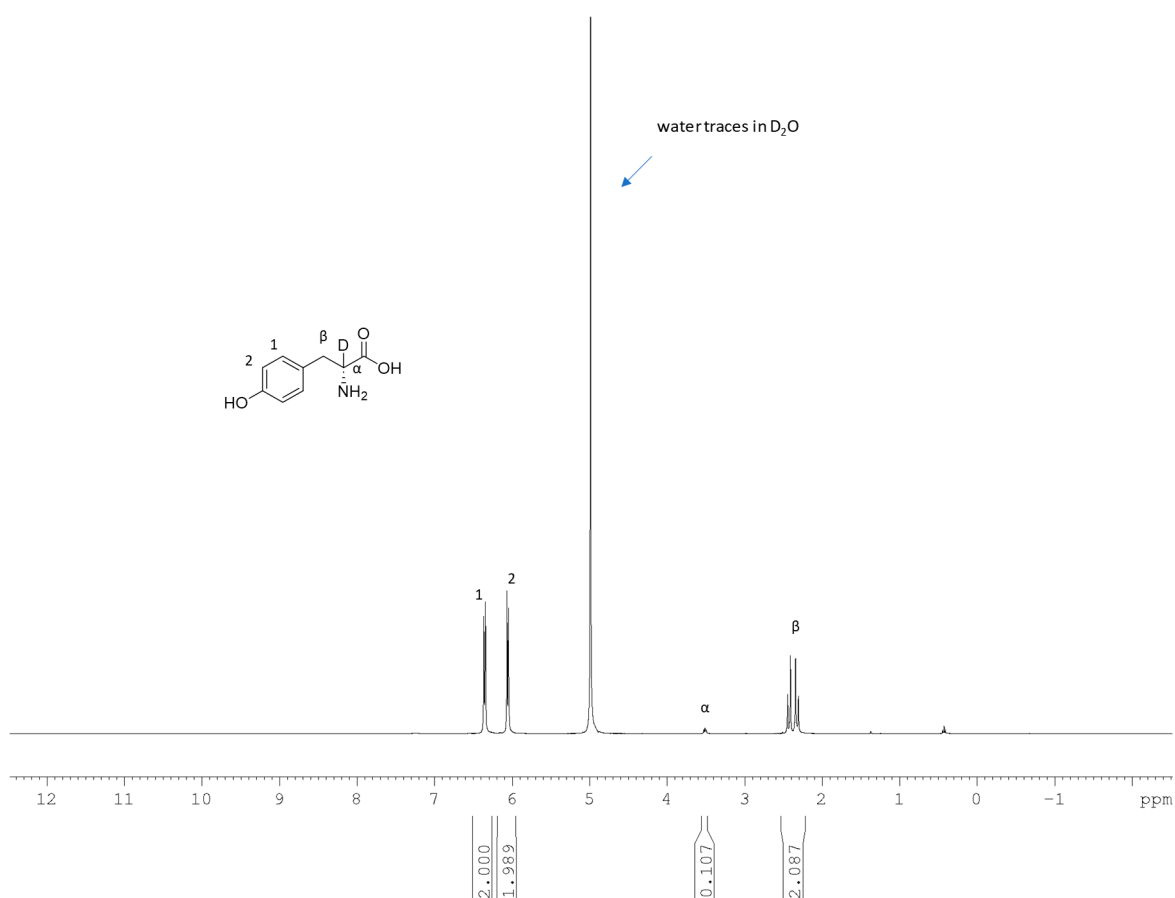 water traces in D₂O
O
β
D
1
2
α
OH
NH₂
HO
2
1
β
α
12 11 10 9 8 7 6 5 4 3 2 1 0 −1 ppm
2.000
1.989
0.107
2.087